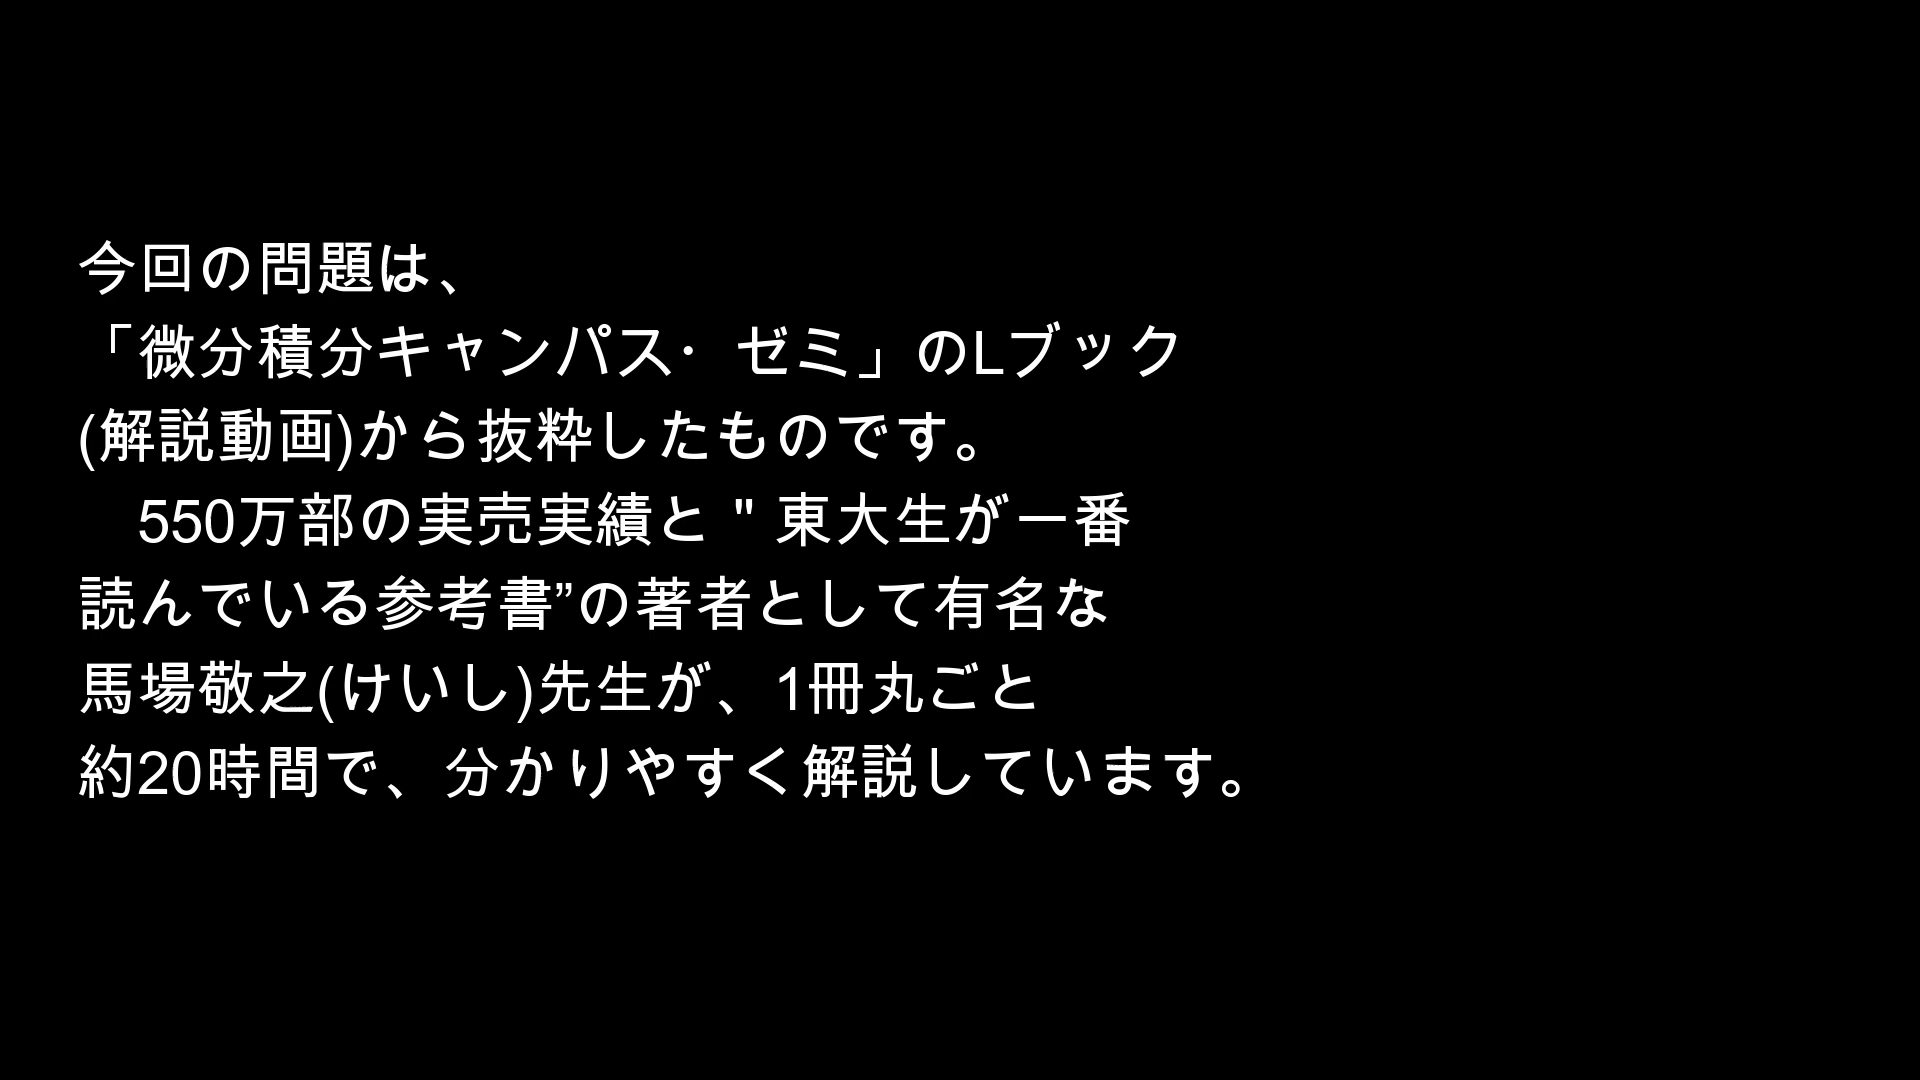 今回の問題は、
「微分積分キャンパス・ゼミ」のLブック
(解説動画)から抜粋したものです。
　550万部の実売実績と＂東大生が一番
読んでいる参考書”の著者として有名な
馬場敬之(けいし)先生が、1冊丸ごと
約20時間で、分かりやすく解説しています。